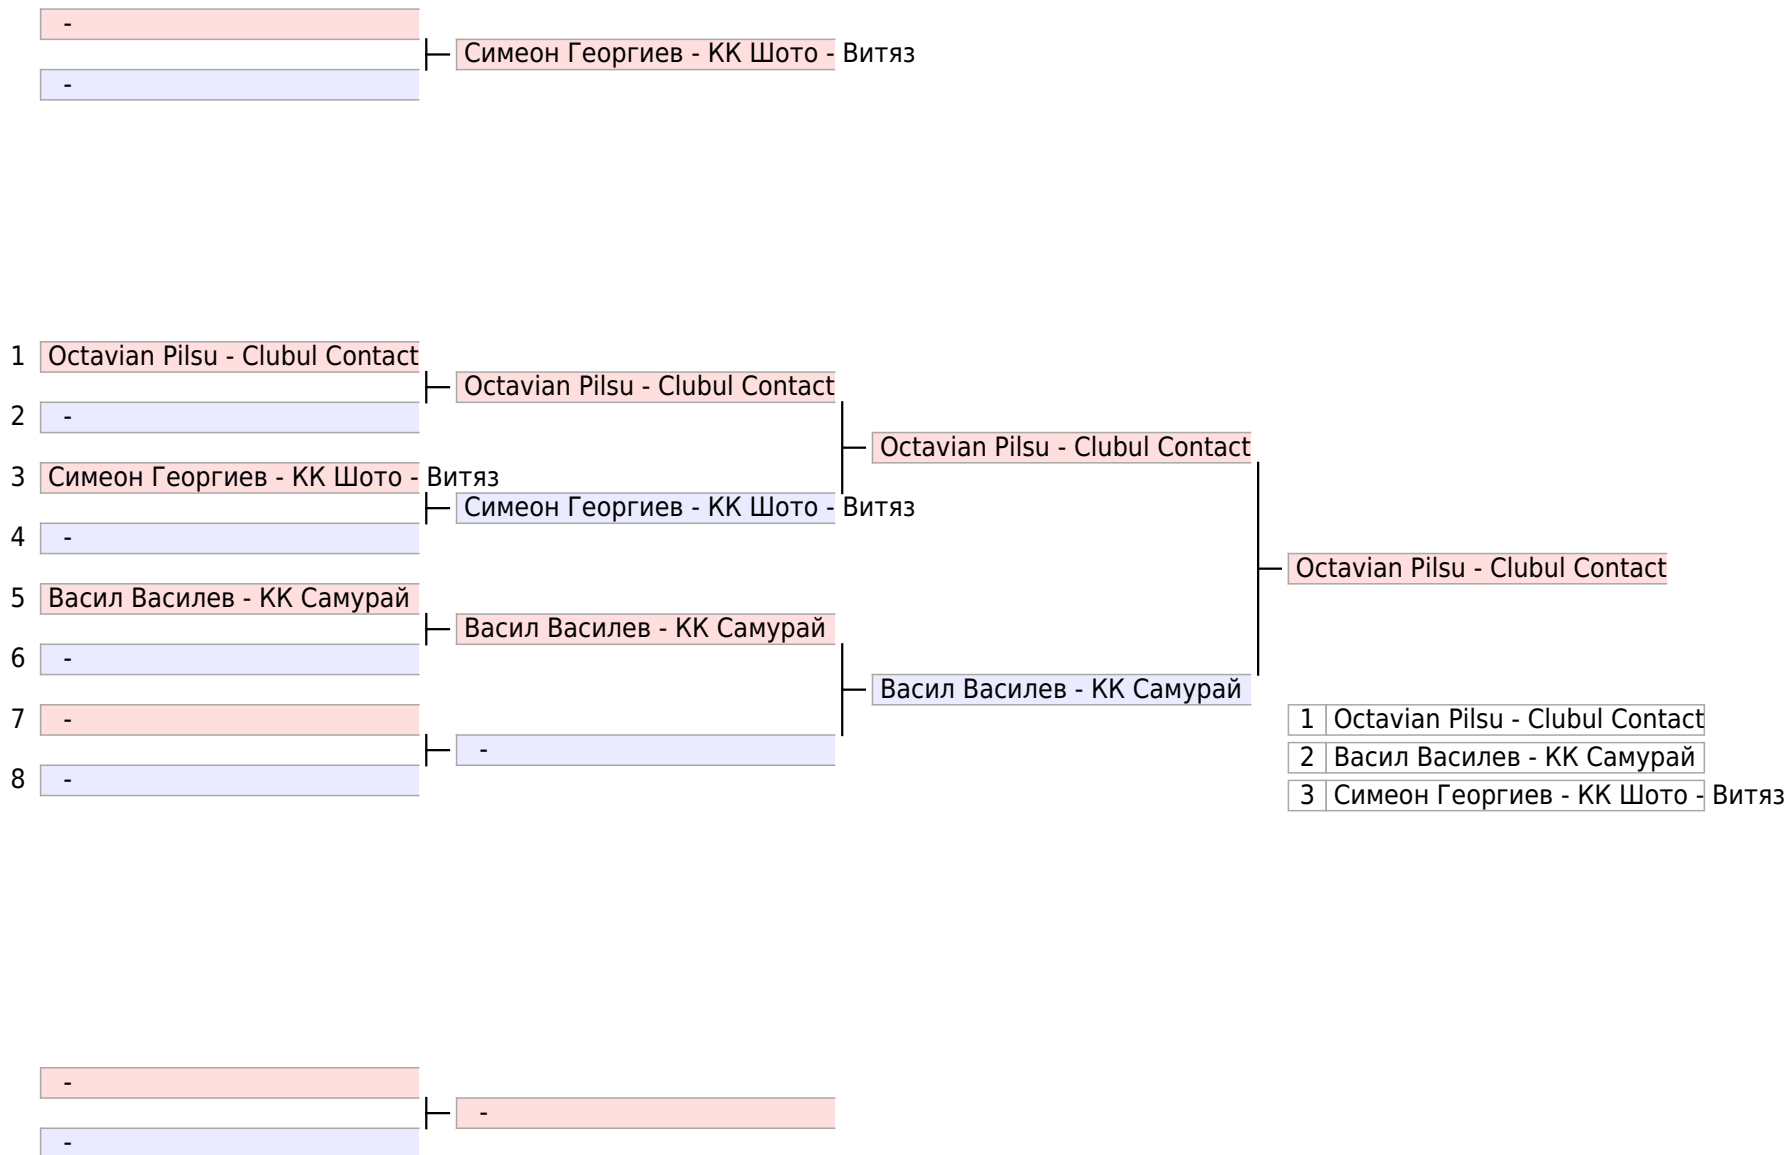 -
Симеон Георгиев - КК Шото - Витяз
-
1 Octavian Pilsu - Clubul Contact
Octavian Pilsu - Clubul Contact
2 -
Octavian Pilsu - Clubul Contact
3 Симеон Георгиев - КК Шото - Витяз
Симеон Георгиев - КК Шото - Витяз
4 -
Octavian Pilsu - Clubul Contact
5 Васил Василев - КК Самурай
Васил Василев - КК Самурай
6 -
Васил Василев - КК Самурай
7 -
1 Octavian Pilsu - Clubul Contact
-
2 Васил Василев - КК Самурай
8 -
3 Симеон Георгиев - КК Шото - Витяз
-
-
-